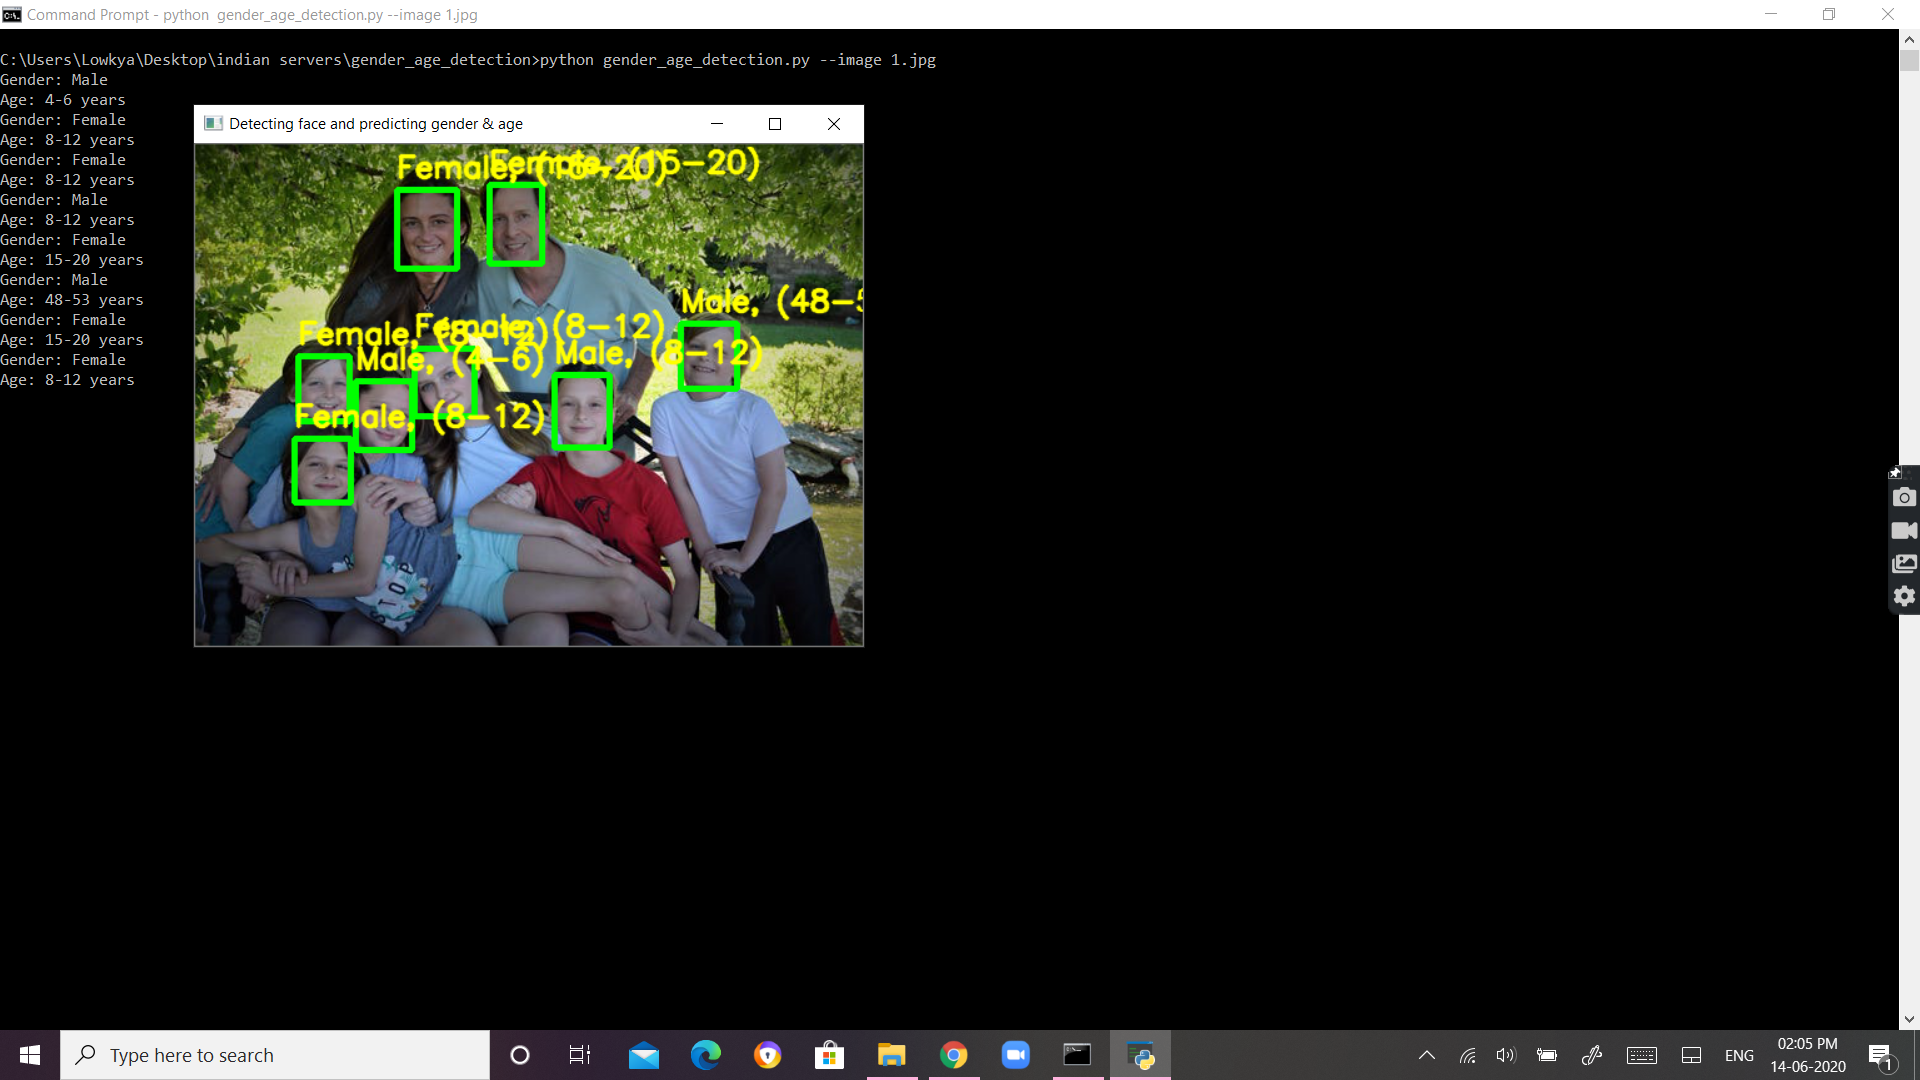 Command Prompt - python  gender_age_detection.py --image 1.jpg
C:\Users\Lowkya\Desktop\indian servers\gender_age_detection>python gender_age_detection.py --image 1.jpg
Gender: Male
Age: 4-6 years
Gender: Female
Age: 8-12 years
Gender: Female
Age: 8-12 years
Gender: Male
Age: 8-12 years
Gender: Female
Age: 15-20 years
Gender: Male
Age: 48-53 years
Gender: Female
Age: 15-20 years
Gender: Female
Age: 8-12 years
Detecting face and predicting gender & age
Female, (15-20)
Female, (15-20)
Male, (48-5
Female, (8-12)
Female, (8-12)
Male, (4-6)
Male, (8-12)
Female, (8-12)
STOP
Type here to search
ENG
02:05 PM
14-06-2020
1